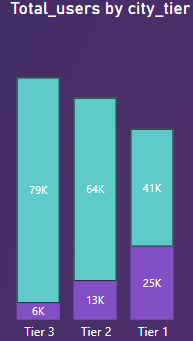 Total_users by city_tier
79K
64K
41K
25K
13K
6K
Tier 3 Tier 2 Tier 1